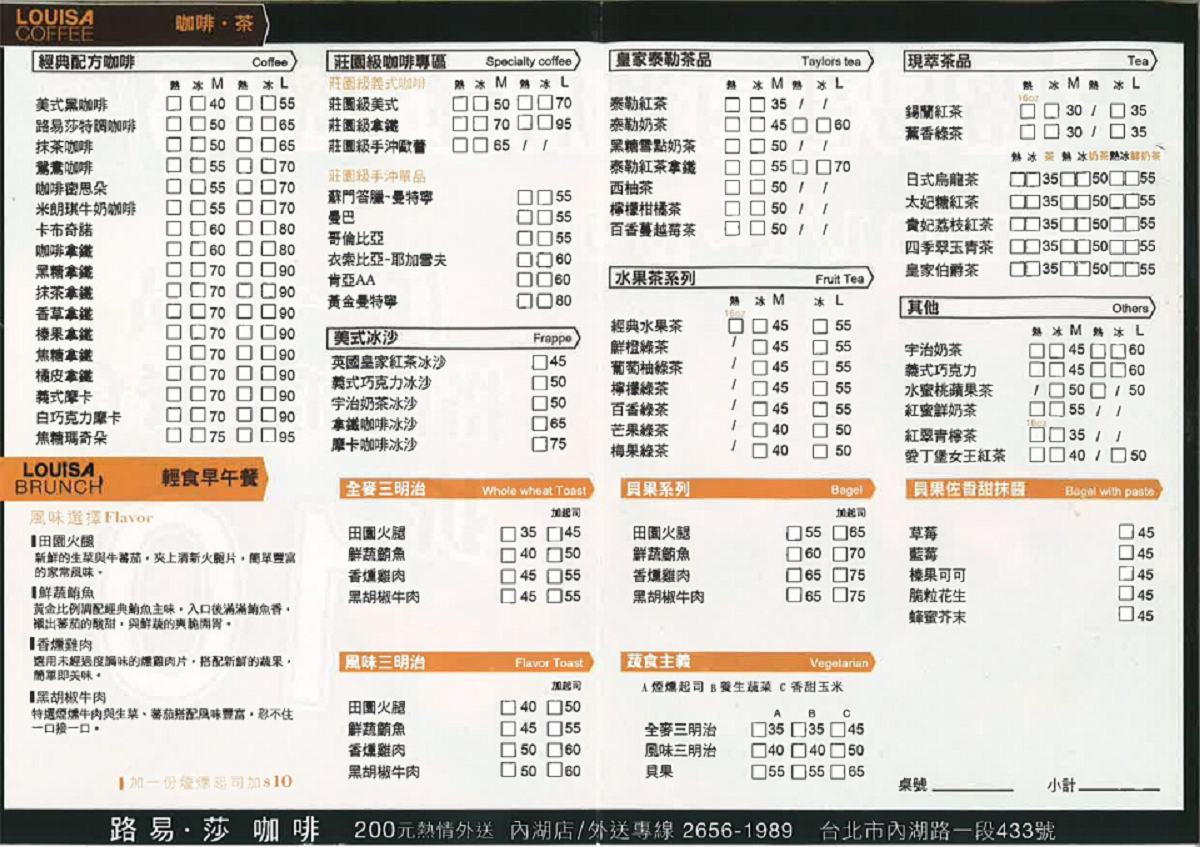 LOUISA
COFFEE
咖啡·茶
經典配方咖啡 Coffee
熱 冰 M 熱 冰 L
美式黑咖啡 40 55
路易莎特調咖啡 50 65
抹茶咖啡 50 65
鴛鴦咖啡 55 70
咖啡密思朵 55 70
米朗琪牛奶咖啡 55 70
卡布奇諾 60 80
咖啡拿鐵 60 80
黑糖拿鐵 70 90
抹茶拿鐵 70 90
香草拿鐵 70 90
榛果拿鐵 70 90
焦糖拿鐵 70 90
橘皮拿鐵 70 90
義式摩卡 70 90
白巧克力摩卡 70 90
焦糖瑪奇朵 75 95
莊園級咖啡專區 Specialty coffee
莊園級義式咖啡 熱 冰 M 熱 冰 L
莊園級美式 50 70
莊園級拿鐵 70 95
莊園級手沖歐蕾 65 / /
莊園級手沖單品
蘇門答臘-曼特寧 55
曼巴 55
哥倫比亞 55
衣索比亞-耶加雪夫 60
肯亞AA 60
黃金曼特寧 80
美式冰沙 Frappe
英國皇家紅茶冰沙 45
義式巧克力冰沙 50
宇治奶茶冰沙 50
拿鐵咖啡冰沙 65
摩卡咖啡冰沙 75
皇家泰勒茶品 Taylors tea
熱 冰 M 熱 冰 L
泰勒紅茶 35 / /
泰勒奶茶 45 60
黑糖雪點奶茶 50 / /
泰勒紅茶拿鐵 55 70
西柚茶 50 / /
檸檬柑橘茶 50 / /
百香蔓越莓茶 50 / /
水果茶系列 Fruit Tea
熱 冰 M 冰 L
16oz
經典水果茶 45 55
鮮橙綠茶 / 45 55
葡萄柚綠茶 / 45 55
檸檬綠茶 / 45 55
百香綠茶 / 45 55
芒果綠茶 / 40 50
梅果綠茶 / 40 50
現萃茶品 Tea
熱 冰 M 熱 冰 L
16oz
錫蘭紅茶 30 / 35
薰香綠茶 30 / 35
熱 冰 茶 熱 冰 奶茶 熱 冰 鮮奶茶
日式烏龍茶 35 50 55
太妃糖紅茶 35 50 55
貴妃荔枝紅茶 35 50 55
四季翠玉青茶 35 50 55
皇家伯爵茶 35 50 55
其他 Others
熱 冰 M 熱 冰 L
宇治奶茶 45 60
義式巧克力 45 60
水蜜桃蘋果茶 / 50 / 50
紅蜜鮮奶茶 55 / /
16oz
紅翠青檸茶 35 / /
愛丁堡女王紅茶 40 / 50
LOUISA
BRUNCH
輕食早午餐
風味選擇Flavor
田園火腿
新鮮的生菜與牛蕃茄，夾上清新火腿片，簡單豐富
的家常風味。
鮮蔬鮪魚
黃金比例調配經典鮪魚主味，入口後滿滿鮪魚香，
襯出蕃茄的酸甜，與鮮蔬的爽脆開胃。
香燻雞肉
選用未經過度調味的燻雞肉片，搭配新鮮的蔬果，
簡單即美味。
黑胡椒牛肉
特選煙燻牛肉與生菜、蕃茄搭配風味豐富，忍不住
一口接一口。
加一份煙燻起司加$10
全麥三明治 Whole wheat Toast
加起司
田園火腿 35 45
鮮蔬鮪魚 40 50
香燻雞肉 45 55
黑胡椒牛肉 45 55
風味三明治 Flavor Toast
加起司
田園火腿 40 50
鮮蔬鮪魚 45 55
香燻雞肉 50 60
黑胡椒牛肉 50 60
貝果系列 Bagel
加起司
田園火腿 55 65
鮮蔬鮪魚 60 70
香燻雞肉 65 75
黑胡椒牛肉 65 75
蔬食主義 Vegetarian
A 煙燻起司 B 養生蔬菜 C 香甜玉米
A B C
全麥三明治 35 35 45
風味三明治 40 40 50
貝果 55 55 65
貝果佐香甜抹醬 Bagel with paste
草莓 45
藍莓 45
榛果可可 45
脆粒花生 45
蜂蜜芥末 45
桌號 小計
路易·莎 咖啡 200元熱情外送 內湖店/外送專線 2656-1989 台北市內湖路一段433號